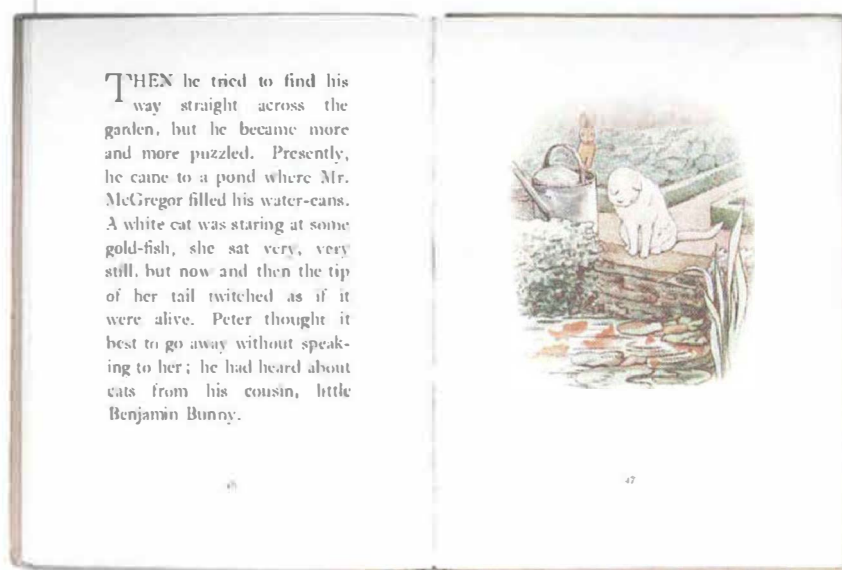 THEN he tried to find his
way straight across the
garden, but he became more
and more puzzled. Presently,
he came to a pond where Mr.
McGregor filled his water-cans.
A white cat was staring at some
gold-fish, she sat very, very
still, but now and then the tip
of her tail twitched as if it
were alive. Peter thought it
best to go away without speak-
ing to her; he had heard about
cats from his cousin, little
Benjamin Bunny.
47